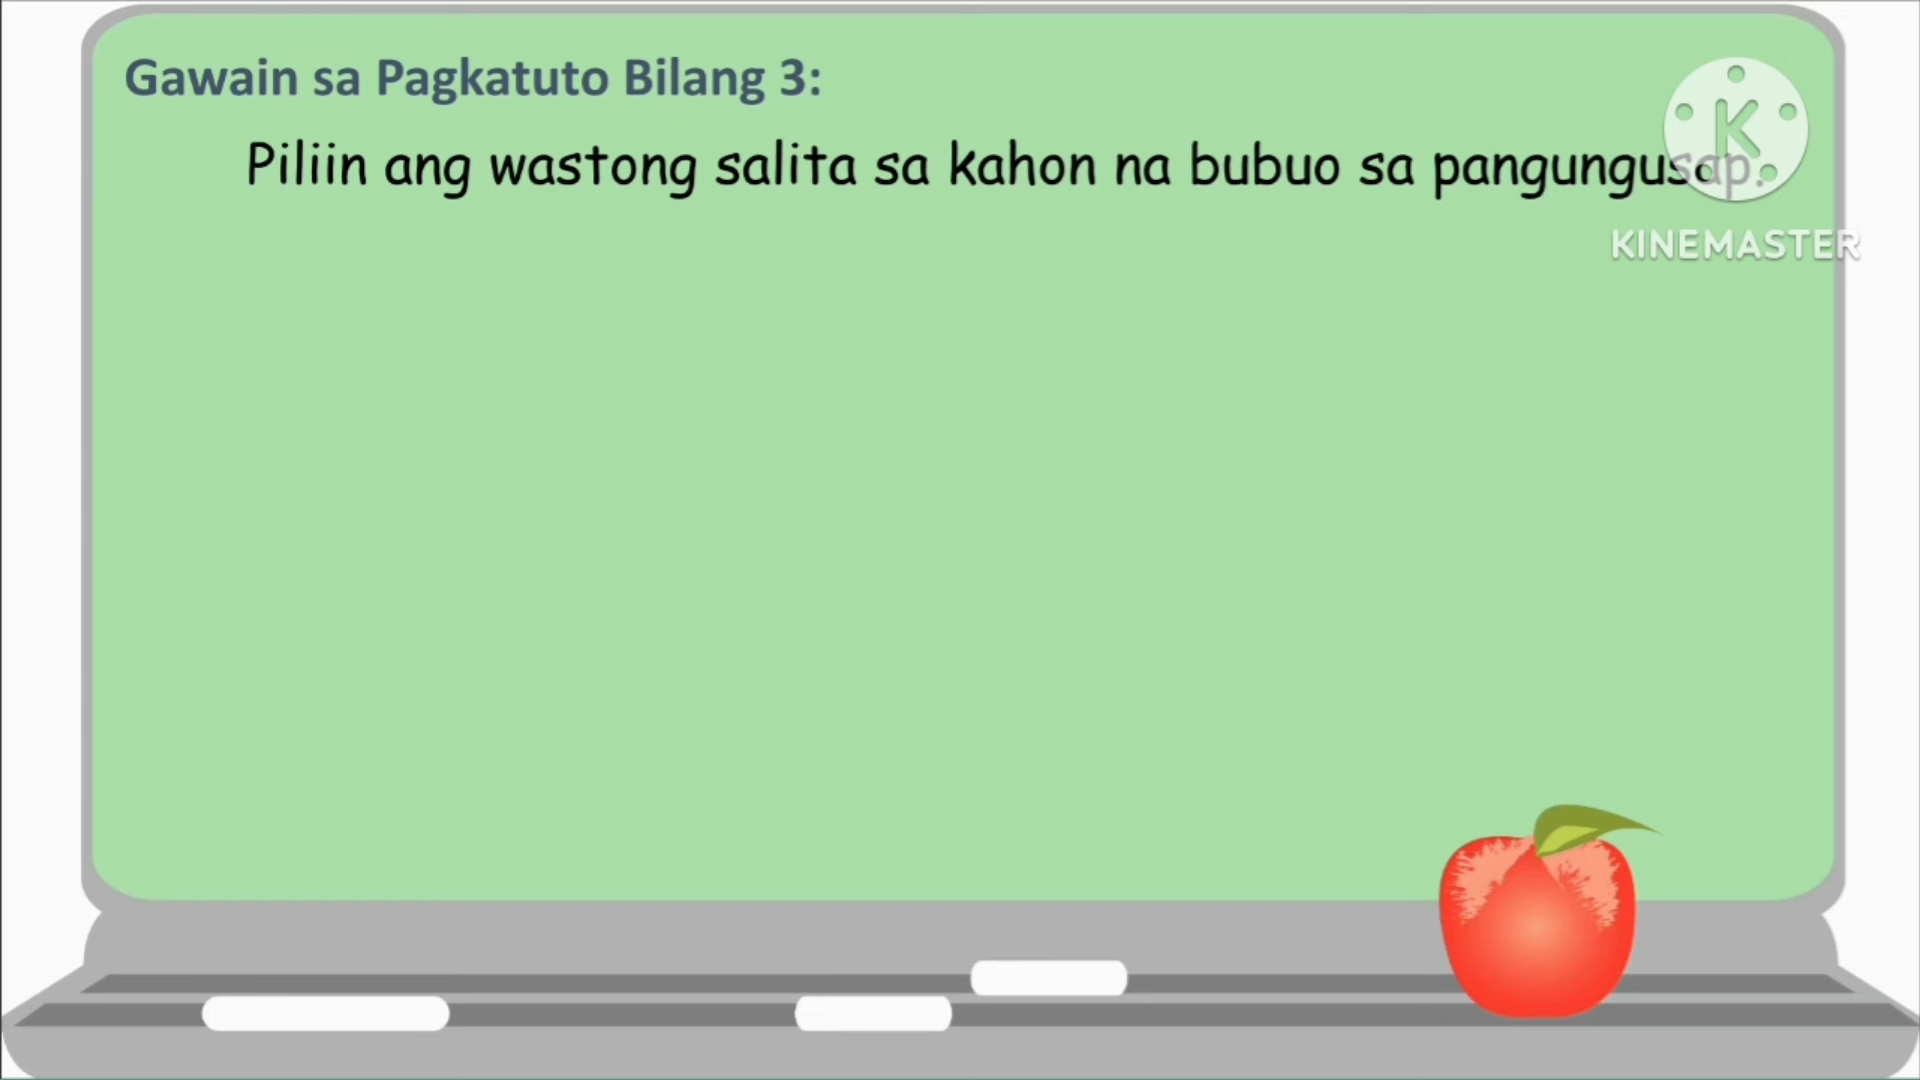 Gawain sa Pagkatuto Bilang 3:
Piliin ang wastong salita sa kahon na bubuo sa pangungusap.
K
KINEMASTER